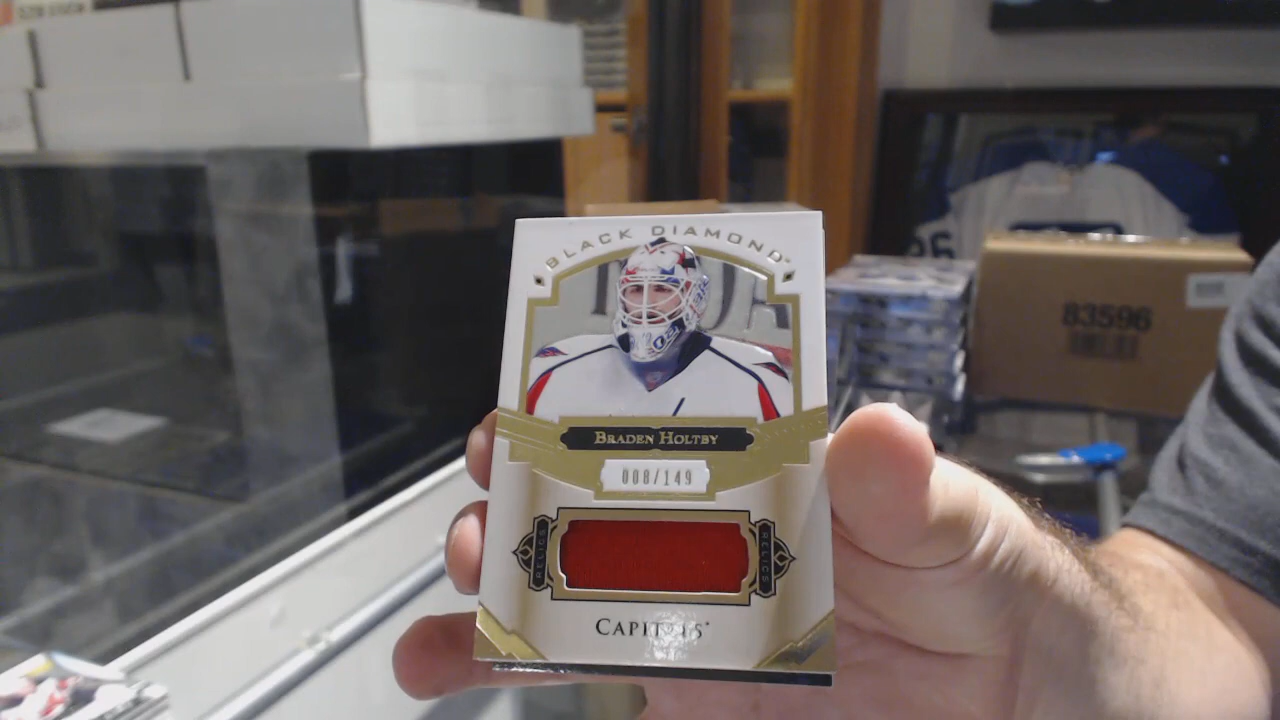 BLACK DIAMOND
BRADEN HOLTBY
008/149
RELICS
RELICS
CAPITALS
83596